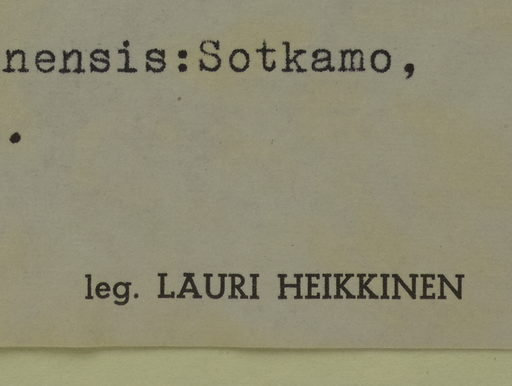 nensis:Sotkamo,
.
leg. LAURI HEIKKINEN